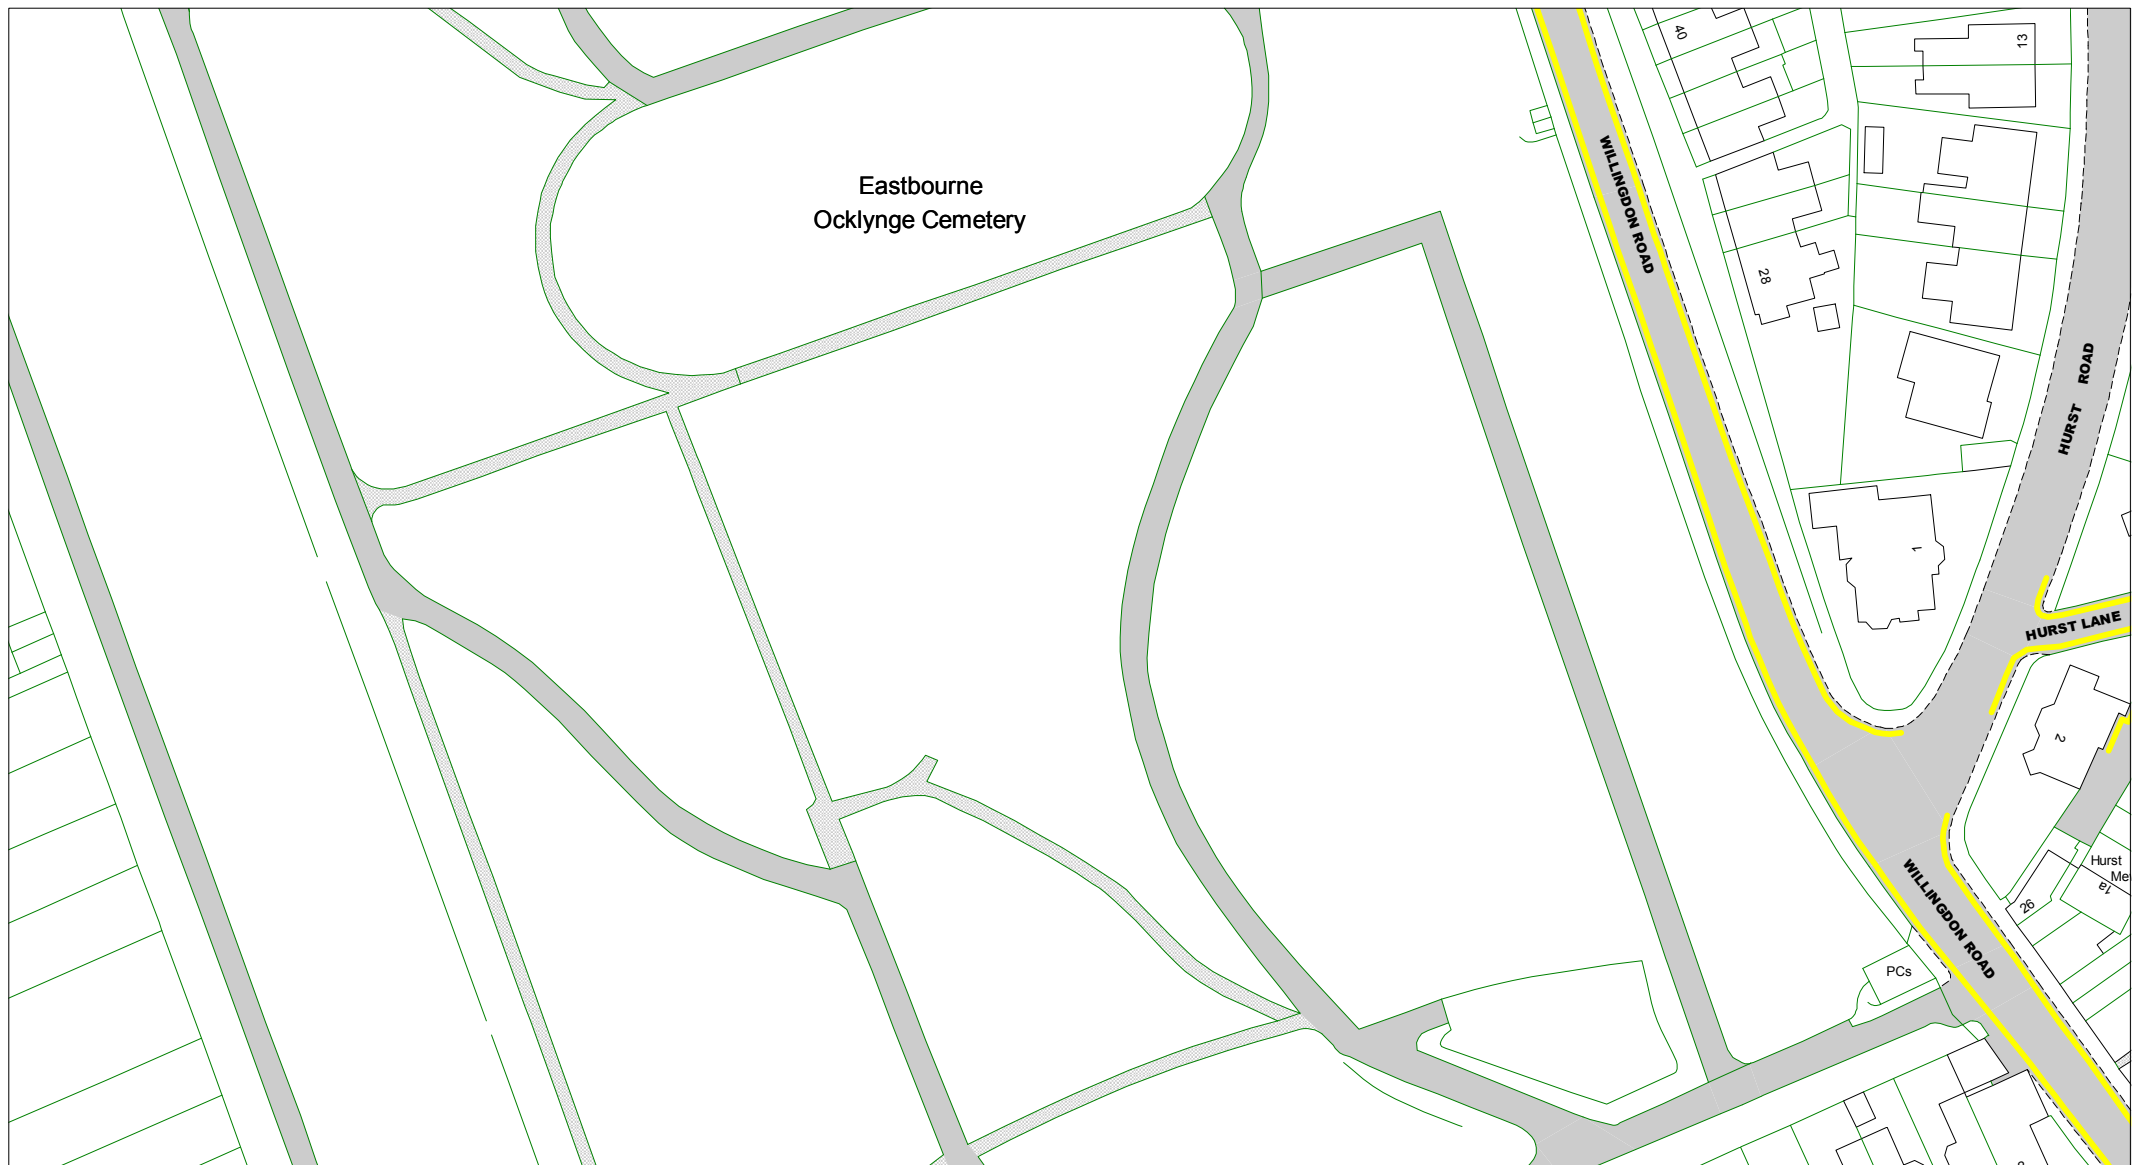 40
13
WILLINGDON ROAD
Eastbourne
Ocklynge Cemetery
28
HURST ROAD
1
HURST LANE
2
Hurst
Me
1a
26
WILLINGDON ROAD
PCs